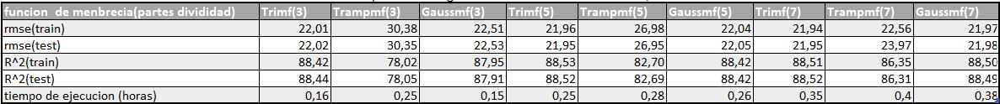 funcion de menbrecia(partes divididad) Trimf(3) Trampmf(3) Gaussmf(3) Trimf(5) Trampmf(5) Gaussmf(5) Trimf(7) Trampmf(7) Gaussmf(7)
rmse(train) 22,01 30,38 22,51 21,96 26,98 22,04 21,94 22,56 21,97
rmse(test) 22,02 30,35 22,53 21,95 26,95 22,05 21,95 23,97 21,98
R^2(train) 88,42 78,02 87,95 88,53 82,70 88,42 88,51 86,35 88,50
R^2(test) 88,44 78,05 87,91 88,52 82,69 88,42 88,52 86,31 88,49
tiempo de ejecucion (horas) 0,16 0,25 0,15 0,25 0,28 0,26 0,35 0,4 0,38